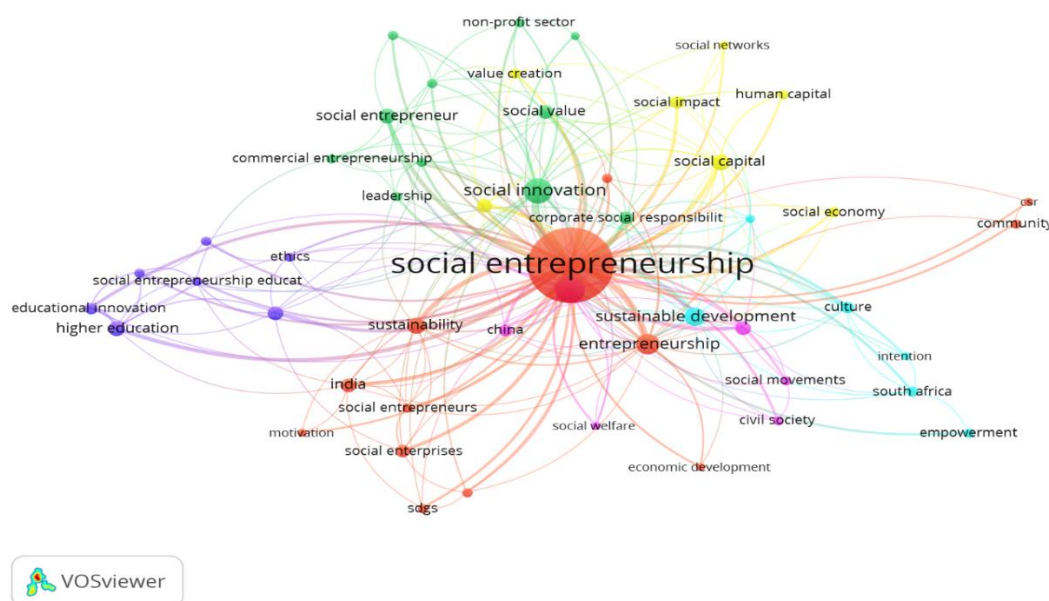 non-profit sector
social networks
value creation
human capital
social impact
social value
social entrepreneur
commercial entrepreneurship
social capital
social innovation
leadership
csr
social economy
corporate social responsibilit
community
ethics
social entrepreneurship
social entrepreneurship educat
educational innovation
culture
higher education
sustainability
china
sustainable development
entrepreneurship
intention
india
social movements
south africa
social entrepreneurs
civil society
motivation
social welfare
empowerment
social enterprises
economic development
sdgs
VOSviewer